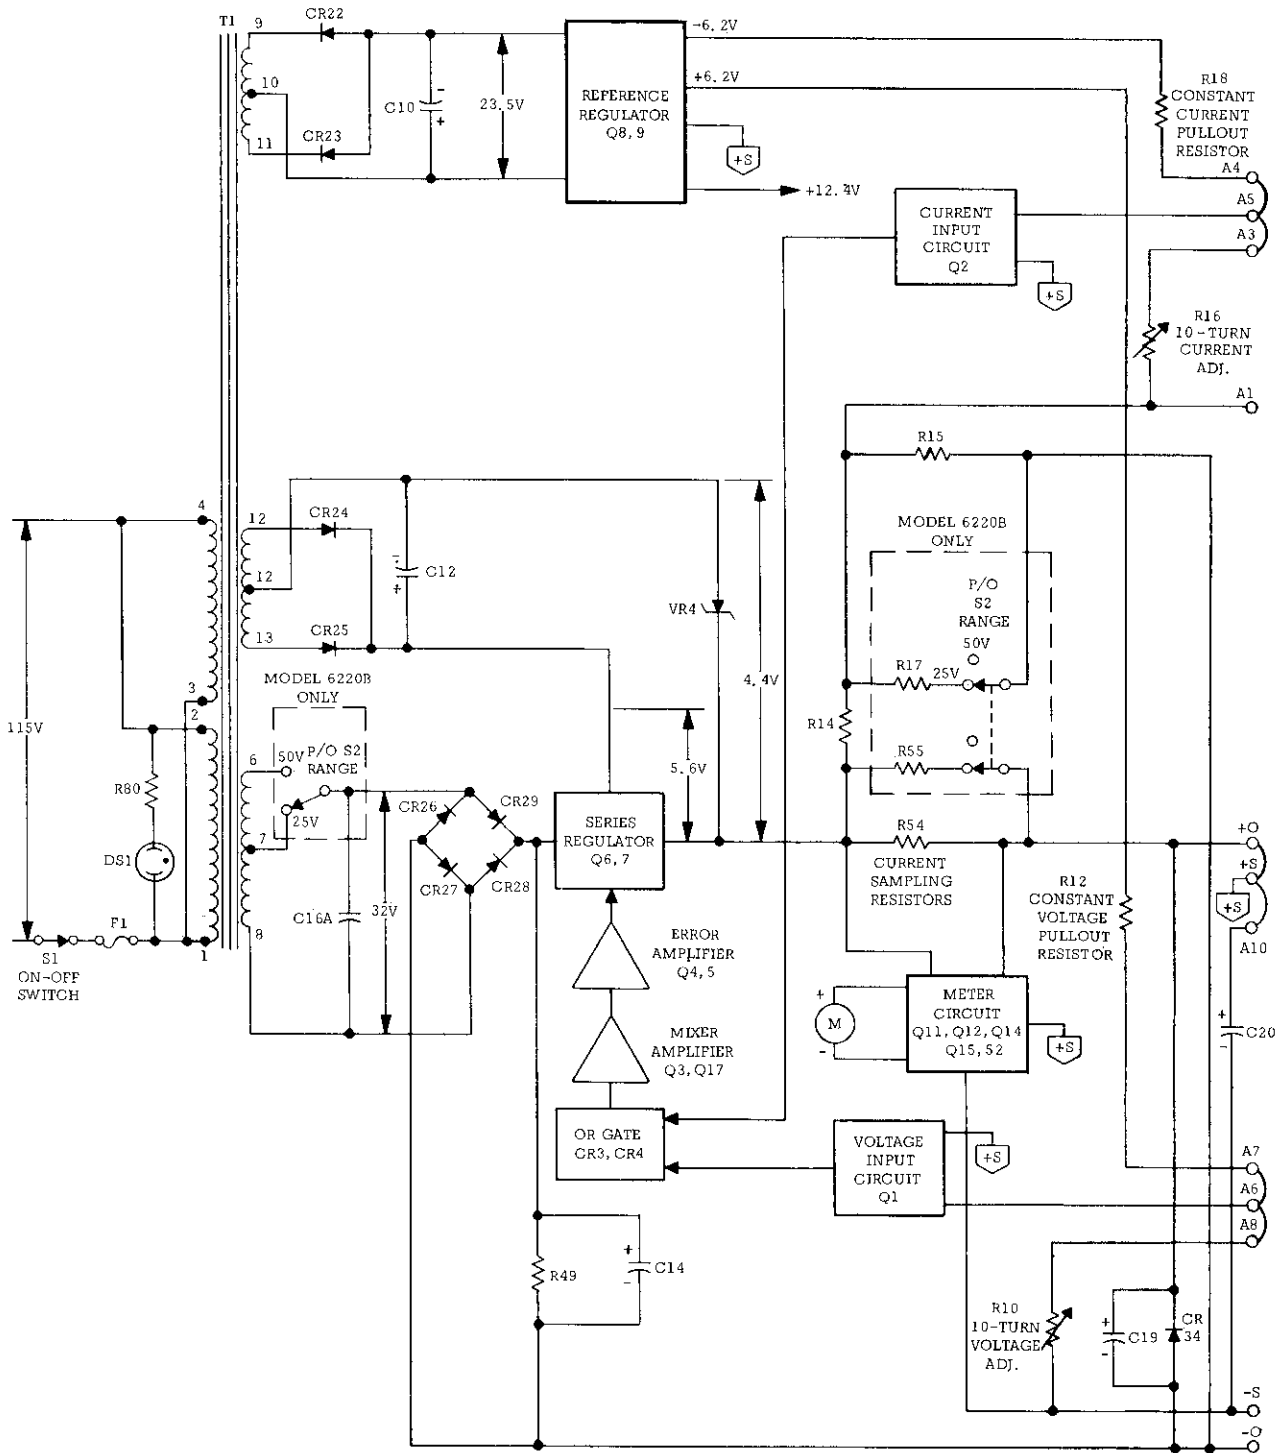 T1
9
CR22
10
11
CR23
-
C10
+
23.5V
REFERENCE
REGULATOR
Q8,9
-6.2V
+6.2V
+S
+12.4V
R18
CONSTANT
CURRENT
PULLOUT
RESISTOR
A4
A5
A3
CURRENT
INPUT
CIRCUIT
Q2
+S
R16
10-TURN
CURRENT
ADJ.
A1
R15
4
12
CR24
12
-
C12
+
13
CR25
VR4
4.4V
MODEL 6220B
ONLY
P/O
S2
RANGE
50V
R17
25V
R14
R55
3
2
115V
MODEL 6220B
ONLY
6
50V
P/O S2
RANGE
25V
7
R80
DS1
8
C16A
32V
CR26
CR29
CR27
CR28
5.6V
SERIES
REGULATOR
Q6,7
R54
CURRENT
SAMPLING
RESISTORS
+O
+S
+S
A10
R12
CONSTANT
VOLTAGE
PULLOUT
RESISTOR
F1
1
S1
ON-OFF
SWITCH
ERROR
AMPLIFIER
Q4,5
MIXER
AMPLIFIER
Q3,Q17
+
M
-
METER
CIRCUIT
Q11,Q12,Q14
Q15,S2
+S
+
C20
-
OR GATE
CR3,CR4
VOLTAGE
INPUT
CIRCUIT
Q1
+S
A7
A6
A8
R49
+
C14
-
R10
10-TURN
VOLTAGE
ADJ.
+
C19
-
CR
34
-S
-O